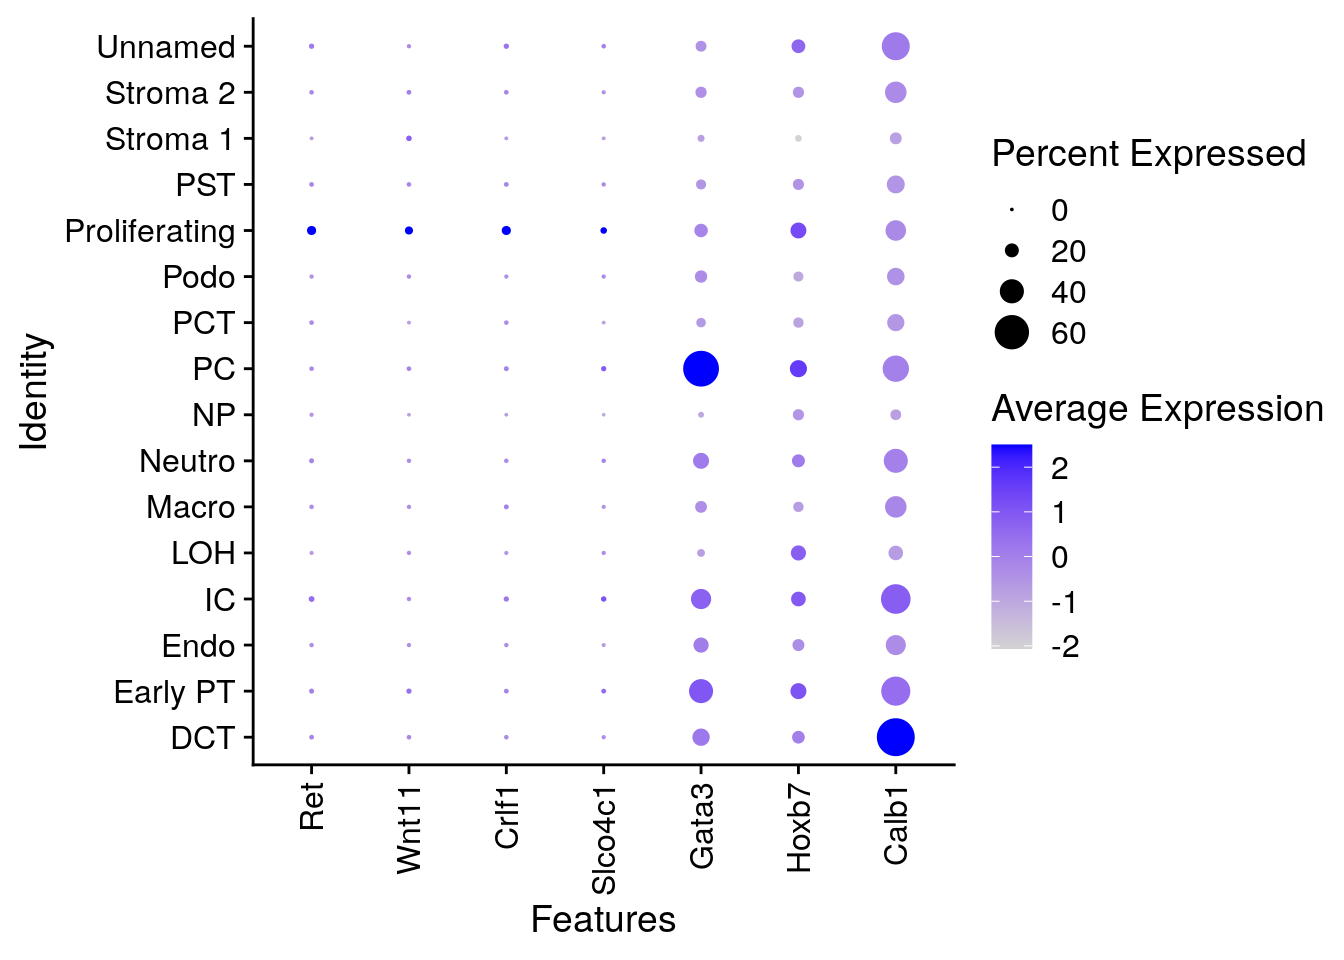 Unnamed
Stroma 2
Stroma 1
PST
Proliferating
Podo
PCT
PC
NP
Neutro
Macro
LOH
IC
Endo
Early PT
DCT
Identity
Ret
Wnt11
Crlf1
Slco4c1
Gata3
Hoxb7
Calb1
Features
Percent Expressed
0
20
40
60
Average Expression
2
1
0
-1
-2